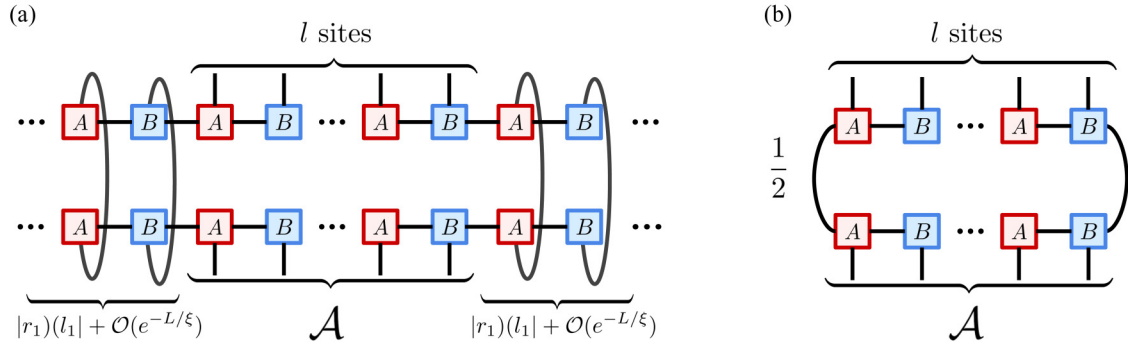 (a)
l sites
A B A B ... A B A B
A B A B ... A B A B
|r₁)(l₁| + 𝒪(e^{-L/ξ}) 𝒜 |r₁)(l₁| + 𝒪(e^{-L/ξ})
(b)
l sites
A B ... A B
1/2
A B ... A B
𝒜